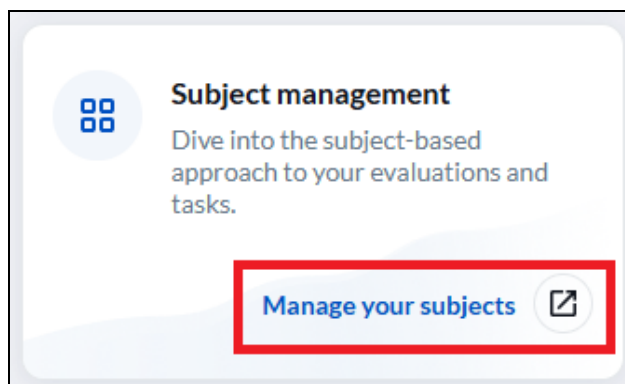 Subject management
Dive into the subject-based
approach to your evaluations and
tasks.
Manage your subjects